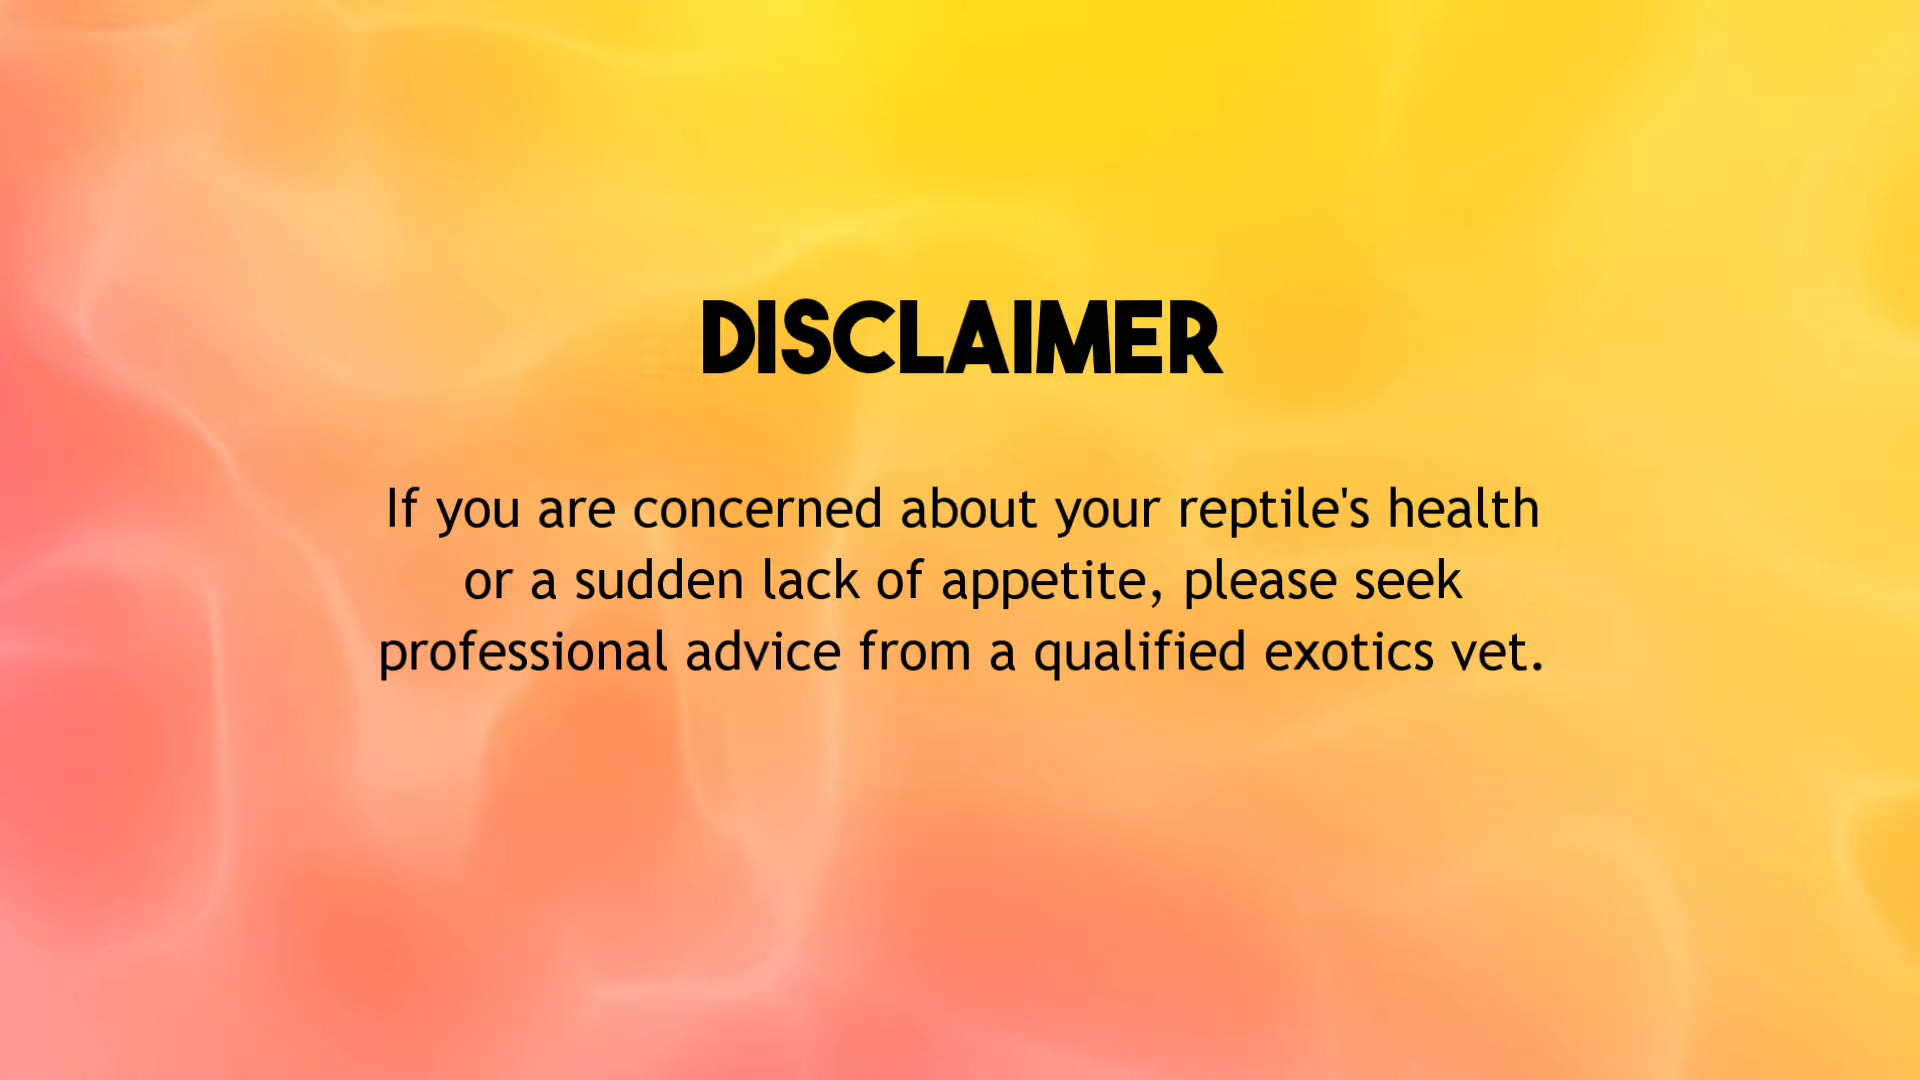 DISCLAIMER
If you are concerned about your reptile's health
or a sudden lack of appetite, please seek
professional advice from a qualified exotics vet.